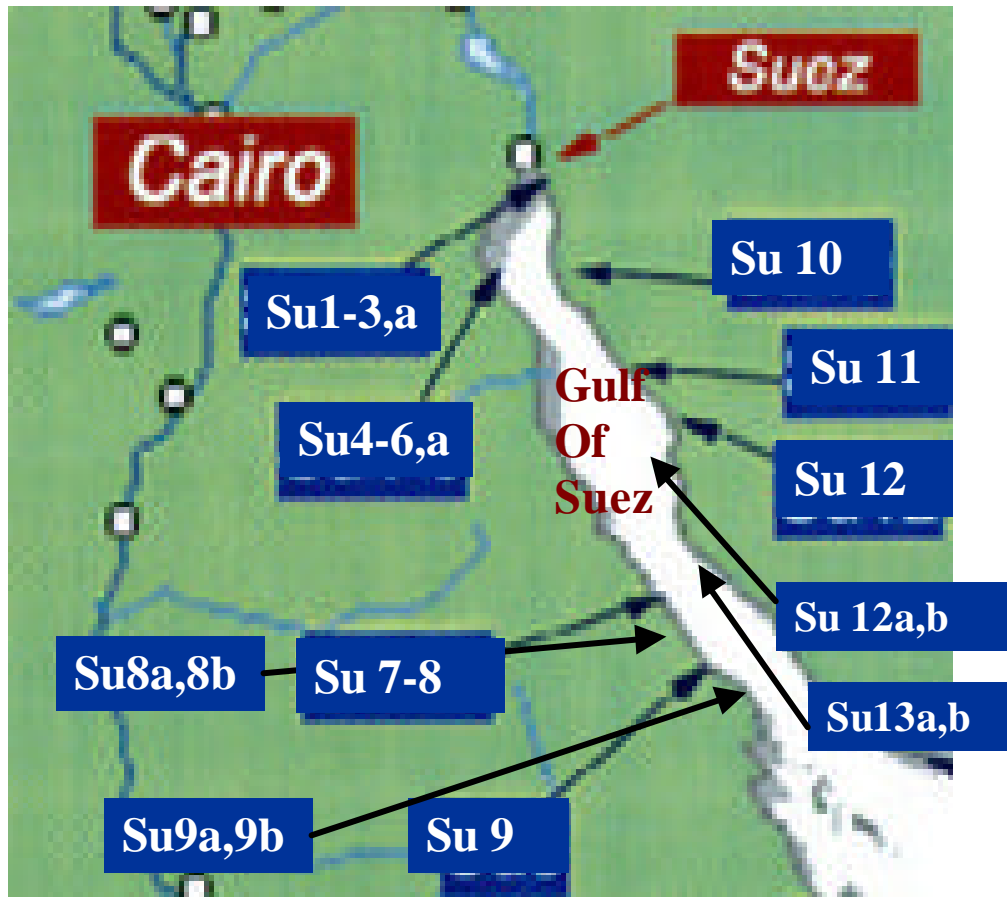 Suoz
Cairo
Su 10
Su1-3,a
Su 11
Gulf
Of
Suez
Su4-6,a
Su 12
Su 12a,b
Su8a,8b
Su 7-8
Su13a,b
Su9a,9b
Su 9